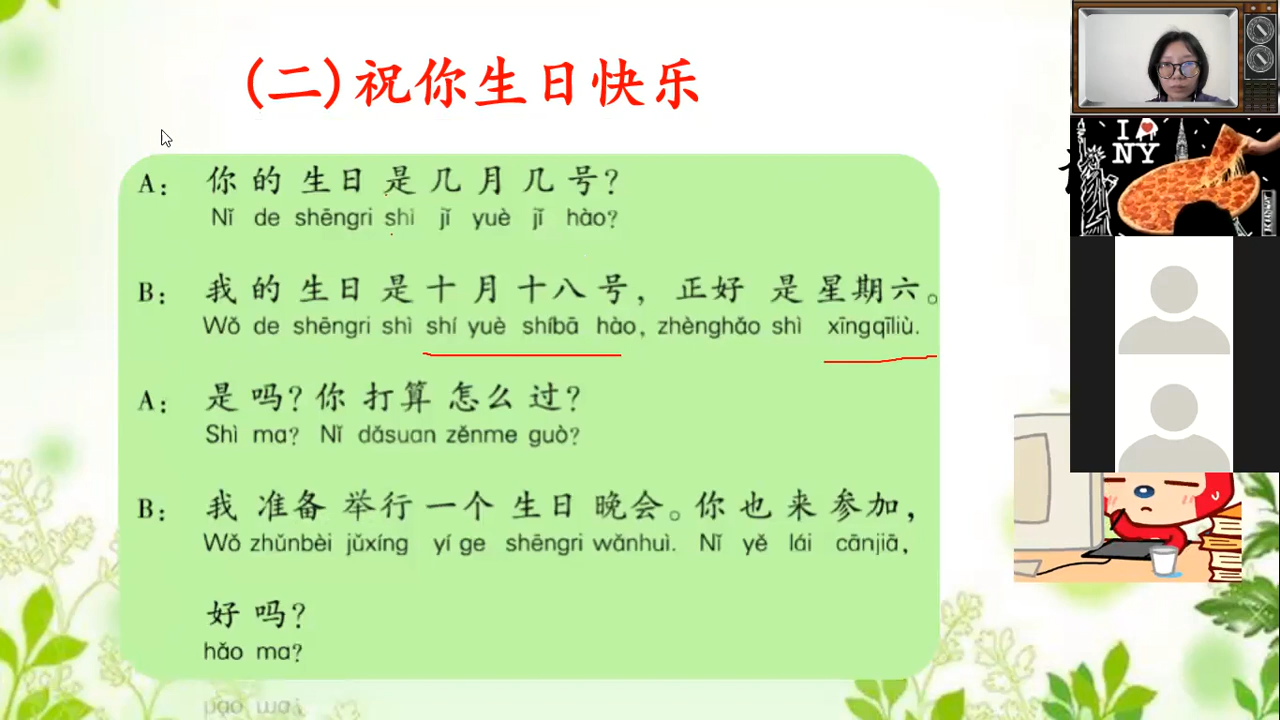 (二)祝你生日快乐
A: 你的生日是几月几号?
Nǐ de shēngri shì jǐ yuè jǐ hào?
B: 我的生日是十月十八号，正好是星期六。
Wǒ de shēngri shì shí yuè shíbā hào, zhènghǎo shì xīngqīliù.
A: 是吗? 你打算怎么过?
Shì ma? Nǐ dǎsuan zěnme guò?
B: 我准备举行一个生日晚会。你也来参加，
Wǒ zhǔnbèi jǔxíng yí ge shēngri wǎnhuì. Nǐ yě lái cānjiā,
好吗?
hǎo ma?
I NY